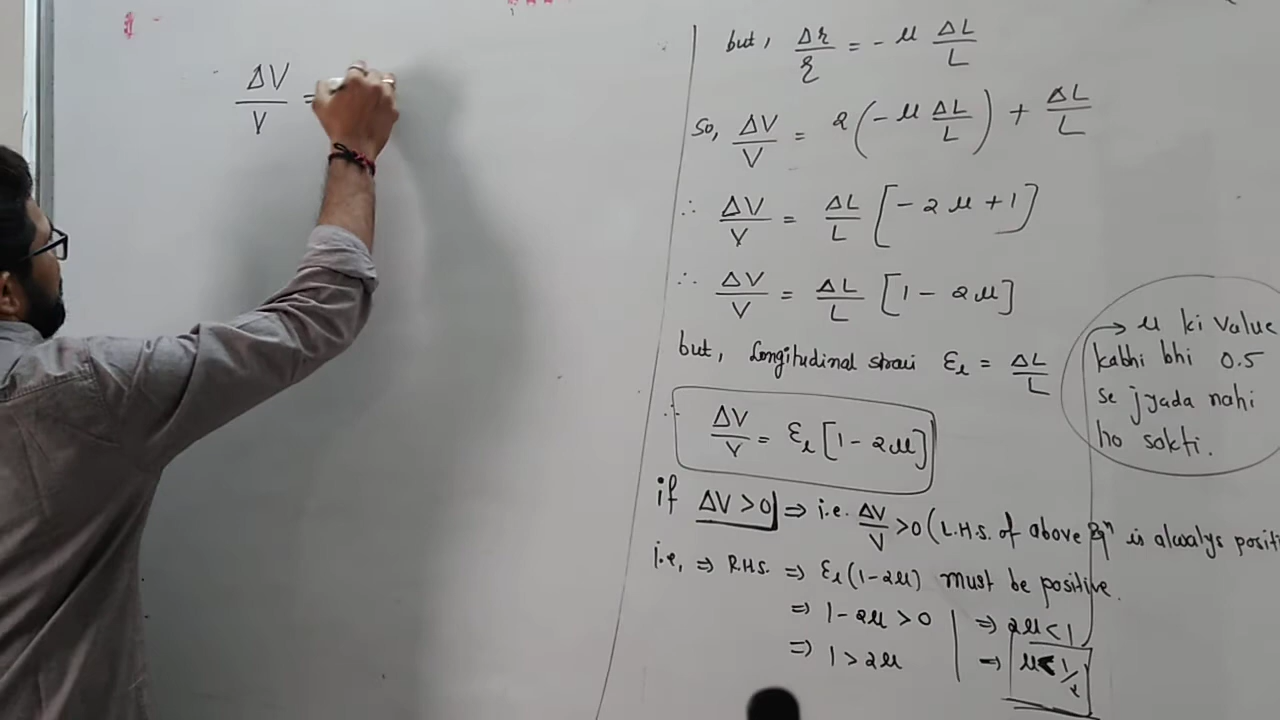 ΔV/V =
but, Δr/r = - μ ΔL/L
So, ΔV/V = 2(- μ ΔL/L) + ΔL/L
∴ ΔV/V = ΔL/L [- 2μ + 1]
∴ ΔV/V = ΔL/L [1 - 2μ]
but, longitudinal strain εl = ΔL/L
∴ ΔV/V = εl [1 - 2μ]
if ΔV > 0 ⇒ i.e. ΔV/V > 0 (L.H.S. of above Eqn is always positi
i.e, ⇒ R.H.S. ⇒ εl (1 - 2μ) must be positive.
⇒ 1 - 2μ > 0
⇒ 1 > 2μ
⇒ 2μ < 1
⇒ μ < 1/2
→ μ ki value
kabhi bhi 0.5
se jyada nahi
ho sakti.